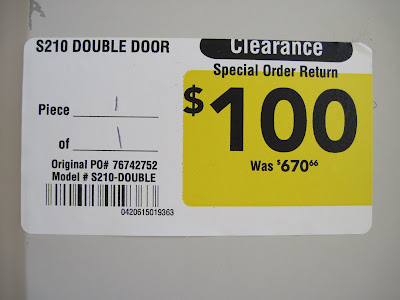 S210 DOUBLE DOOR
Piece 1
of 1
Original PO# 76742752
Model # S210-DOUBLE
0420615019363
Clearance
Special Order Return
$100
Was $670.66